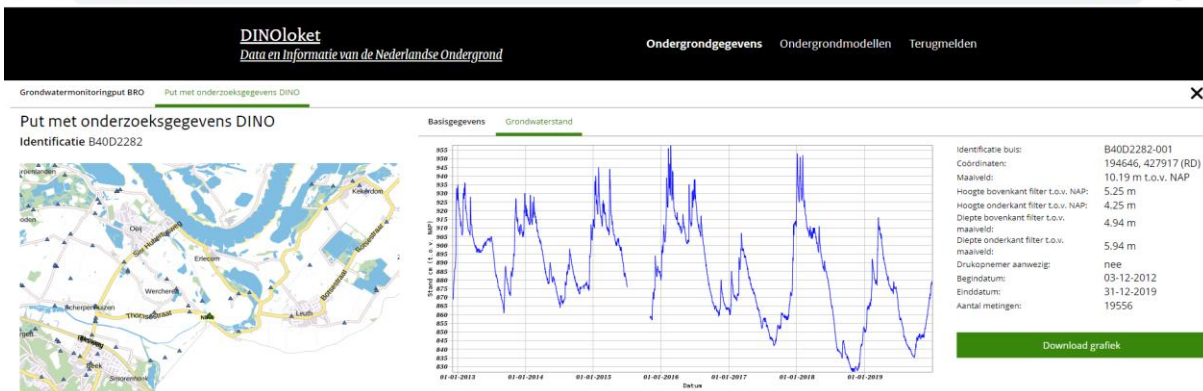 DINOloket
Data en Informatie van de Nederlandse Ondergrond
Ondergrondgegevens Ondergrondmodellen Terugmelden
Grondwatermonitoringput BRO Put met onderzoeksgegevens DINO
Put met onderzoeksgegevens DINO
Identificatie B40D2282
Kekerdom
Ooij
Erlecom
Leuth
Thornsestraat
Botsestraat
Beek
Basisgegevens Grondwaterstand
Stand cm (t.o.v. NAP)
955
950
945
940
935
930
925
920
915
910
905
900
895
890
885
880
875
870
865
860
855
850
845
840
835
830
01-01-2013 01-01-2014 01-01-2015 01-01-2016 01-01-2017 01-01-2018 01-01-2019
Datum
Identificatie buis: B40D2282-001
Coördinaten: 194646, 427917 (RD)
Maaiveld: 10.19 m t.o.v. NAP
Hoogte bovenkant filter t.o.v. NAP: 5.25 m
Hoogte onderkant filter t.o.v. NAP: 4.25 m
Diepte bovenkant filter t.o.v. maaiveld: 4.94 m
Diepte onderkant filter t.o.v. maaiveld: 5.94 m
Drukopnemer aanwezig: nee
Begindatum: 03-12-2012
Einddatum: 31-12-2019
Aantal metingen: 19556
Download grafiek